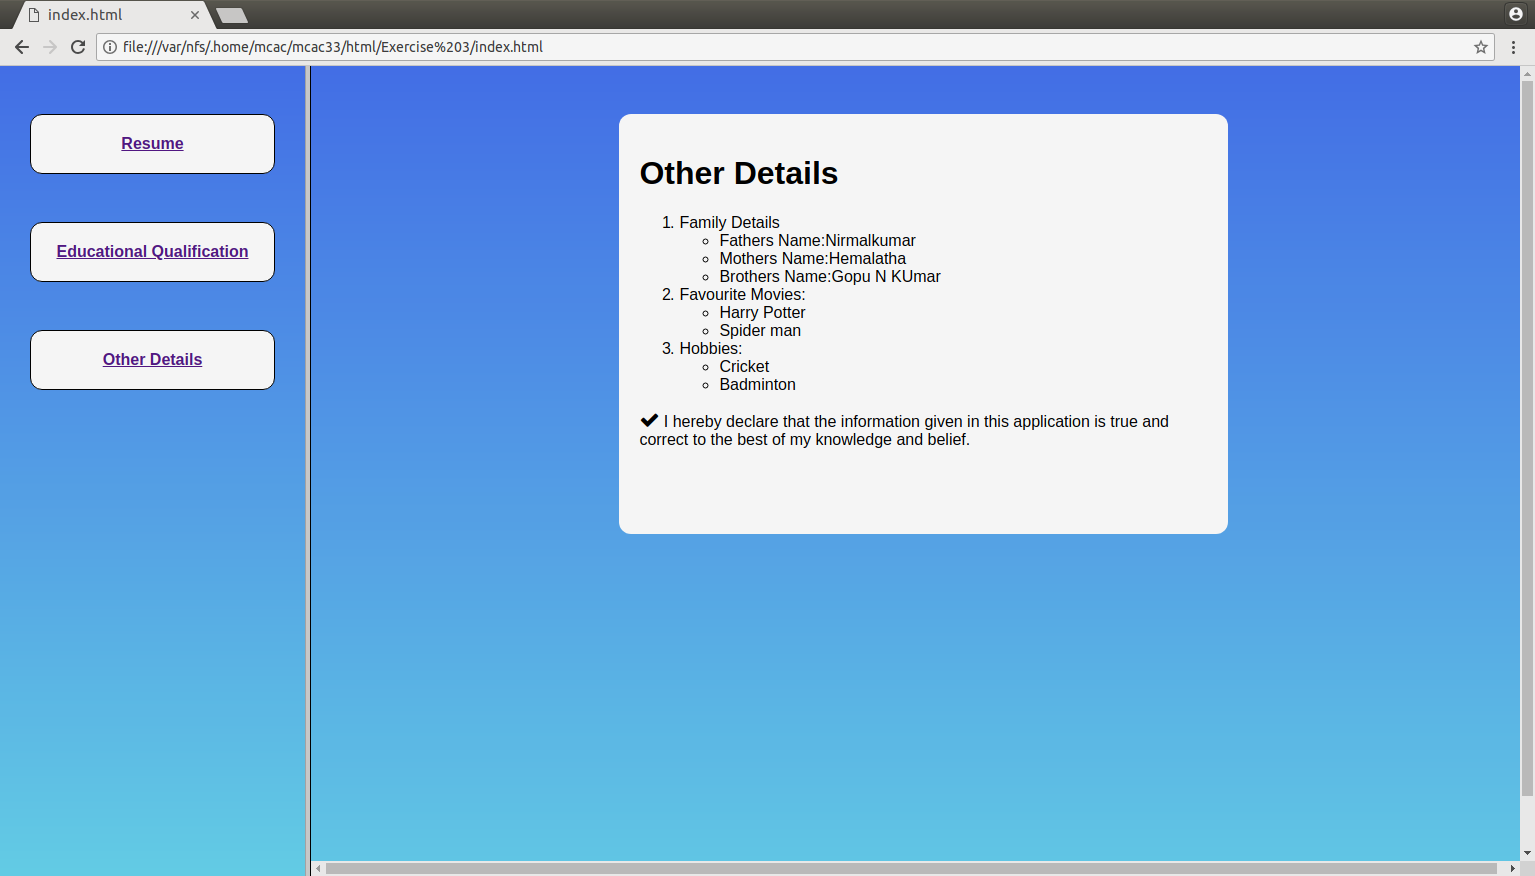 index.html
file:///var/nfs/.home/mcac/mcac33/html/Exercise%203/index.html
Resume
Educational Qualification
Other Details
Other Details
1. Family Details
Fathers Name:Nirmalkumar
Mothers Name:Hemalatha
Brothers Name:Gopu N KUmar
2. Favourite Movies:
Harry Potter
Spider man
3. Hobbies:
Cricket
Badminton
I hereby declare that the information given in this application is true and
correct to the best of my knowledge and belief.